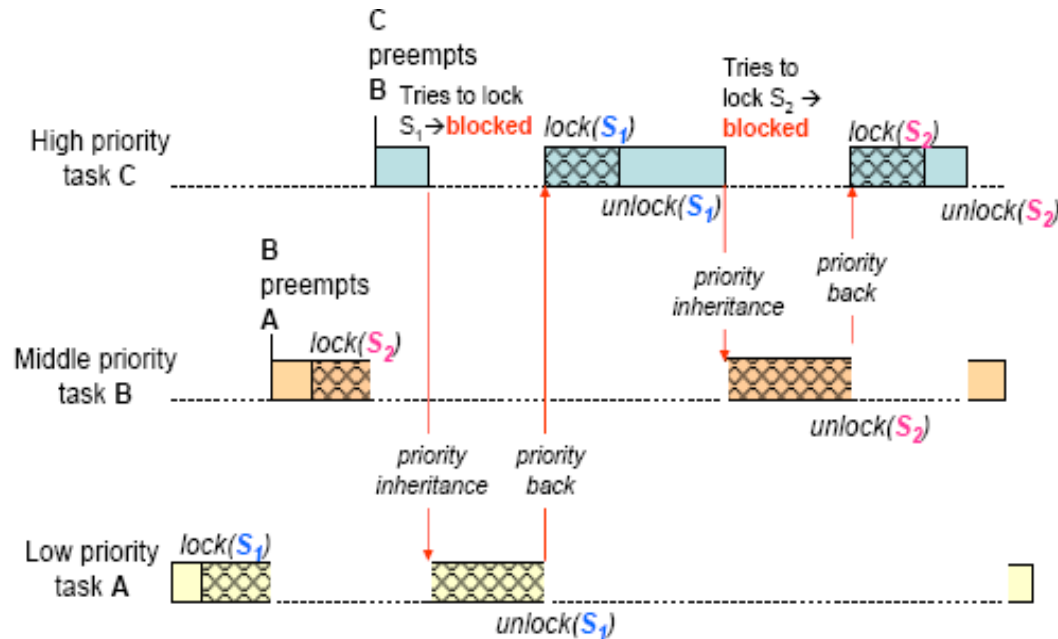 C
preempts
B
Tries to lock
S₁→blocked
lock(S₁)
Tries to
lock S₂ →
blocked
lock(S₂)
High priority
task C
unlock(S₁)
unlock(S₂)
B
preempts
A
lock(S₂)
priority
inheritance
priority
back
Middle priority
task B
unlock(S₂)
priority
inheritance
priority
back
Low priority
task A
lock(S₁)
unlock(S₁)